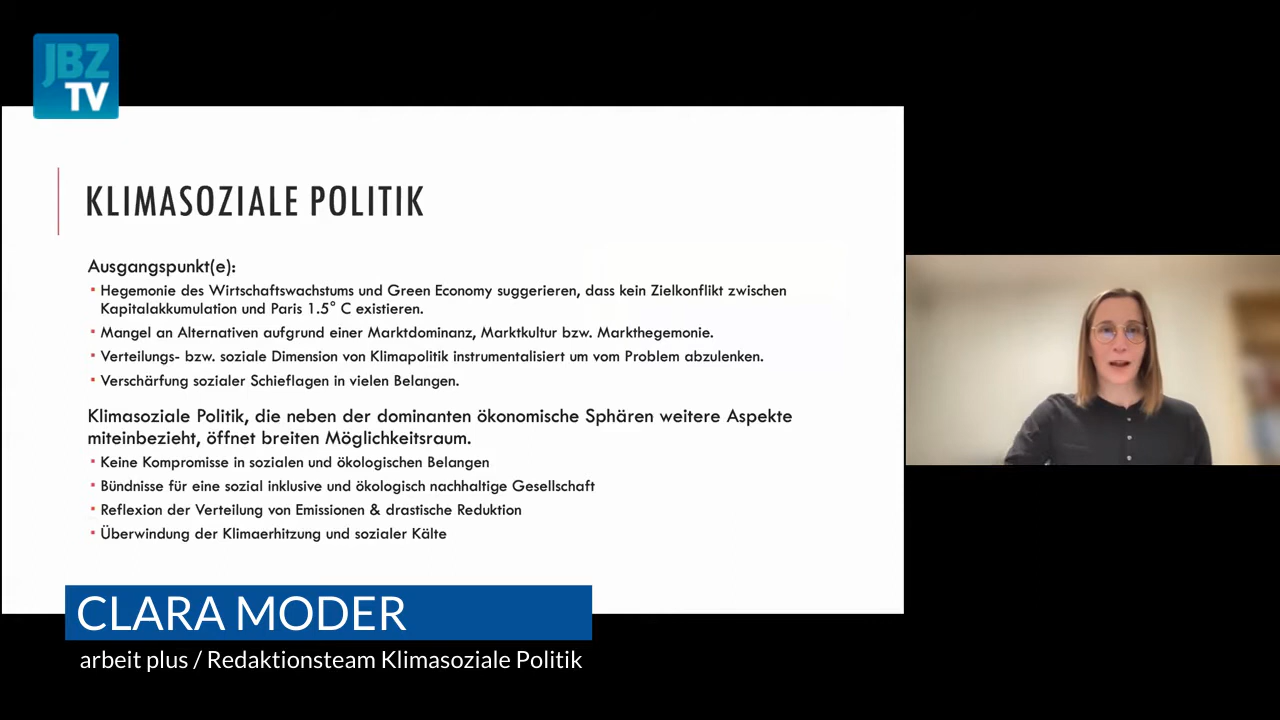 JBZ
TV
KLIMASOZIALE POLITIK
Ausgangspunkt(e):
▪ Hegemonie des Wirtschaftswachstums und Green Economy suggerieren, dass kein Zielkonflikt zwischen
Kapitalakkumulation und Paris 1.5° C existieren.
▪ Mangel an Alternativen aufgrund einer Marktdominanz, Marktkultur bzw. Markthegemonie.
▪ Verteilungs- bzw. soziale Dimension von Klimapolitik instrumentalisiert um vom Problem abzulenken.
▪ Verschärfung sozialer Schieflagen in vielen Belangen.
Klimasoziale Politik, die neben der dominanten ökonomische Sphären weitere Aspekte
miteinbezieht, öffnet breiten Möglichkeitsraum.
▪ Keine Kompromisse in sozialen und ökologischen Belangen
▪ Bündnisse für eine sozial inklusive und ökologisch nachhaltige Gesellschaft
▪ Reflexion der Verteilung von Emissionen & drastische Reduktion
▪ Überwindung der Klimaerhitzung und sozialer Kälte
CLARA MODER
arbeit plus / Redaktionsteam Klimasoziale Politik